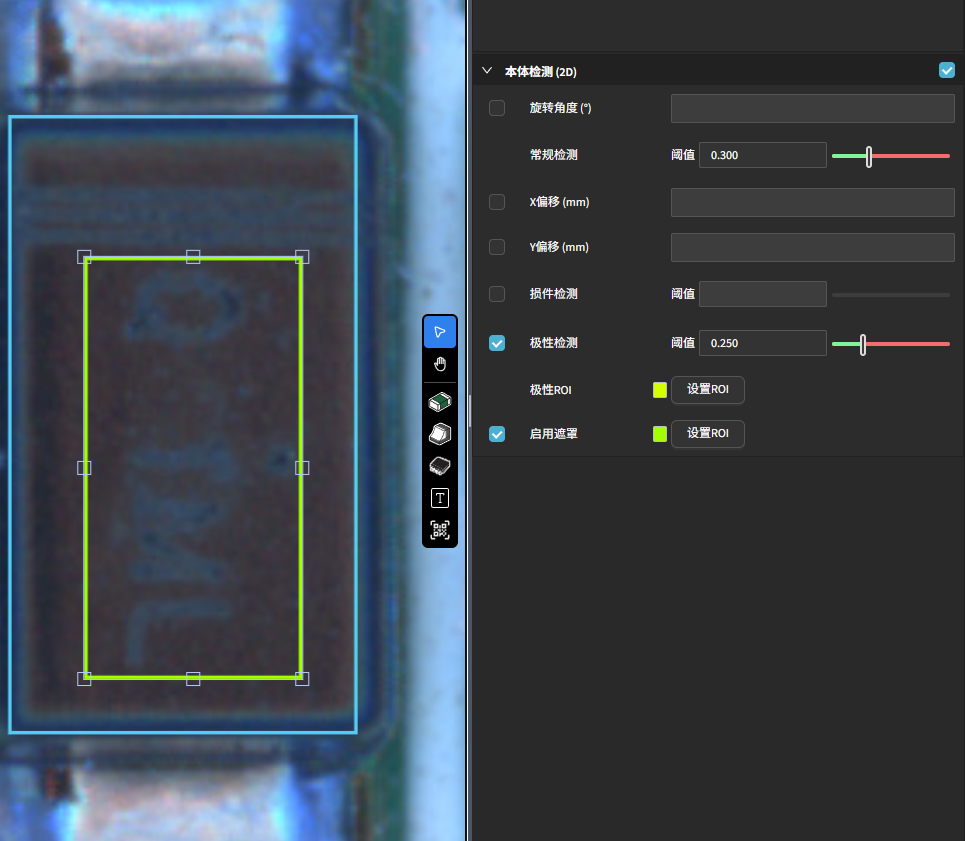 本体检测 (2D)
旋转角度 (°)
常规检测 阈值 0.300
X偏移 (mm)
Y偏移 (mm)
损件检测 阈值
极性检测 阈值 0.250
极性ROI 设置ROI
启用遮罩 设置ROI
T